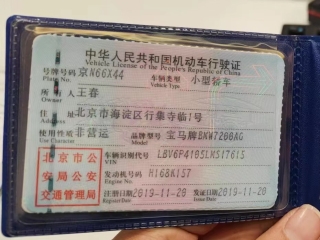 中华人民共和国机动车行驶证
Vehicle License of the People's Republic of China
号牌号码 京N66X44 车辆类型 小型轿车
Plate No. Vehicle Type
所有人 王春
Owner
住址 北京市海淀区行集寺临1号
Address
使用性质 非营运 品牌型号 宝马牌BMW7200AG
Use Character Model
北京市公安局公安交通管理局
车辆识别代号 LBV6F4105LMS17615
VIN
发动机号码 H168K157
Engine No.
注册日期 2019-11-20 发证日期 2019-11-20
Register Date Issue Date